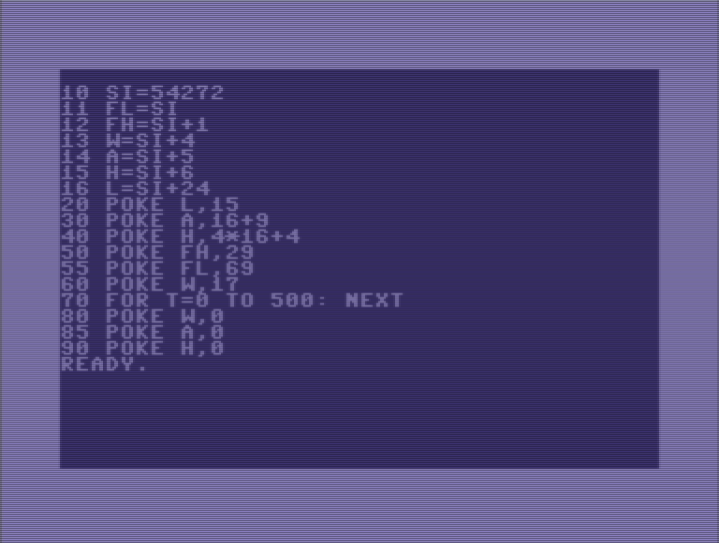 10 SI=54272
11 FL=SI
12 FH=SI+1
13 W=SI+4
14 A=SI+5
15 H=SI+6
16 L=SI+24
20 POKE L,15
30 POKE A,16+9
40 POKE H,4*16+4
50 POKE FH,29
55 POKE FL,69
60 POKE W,17
70 FOR T=0 TO 500: NEXT
80 POKE W,0
85 POKE A,0
90 POKE H,0
READY.